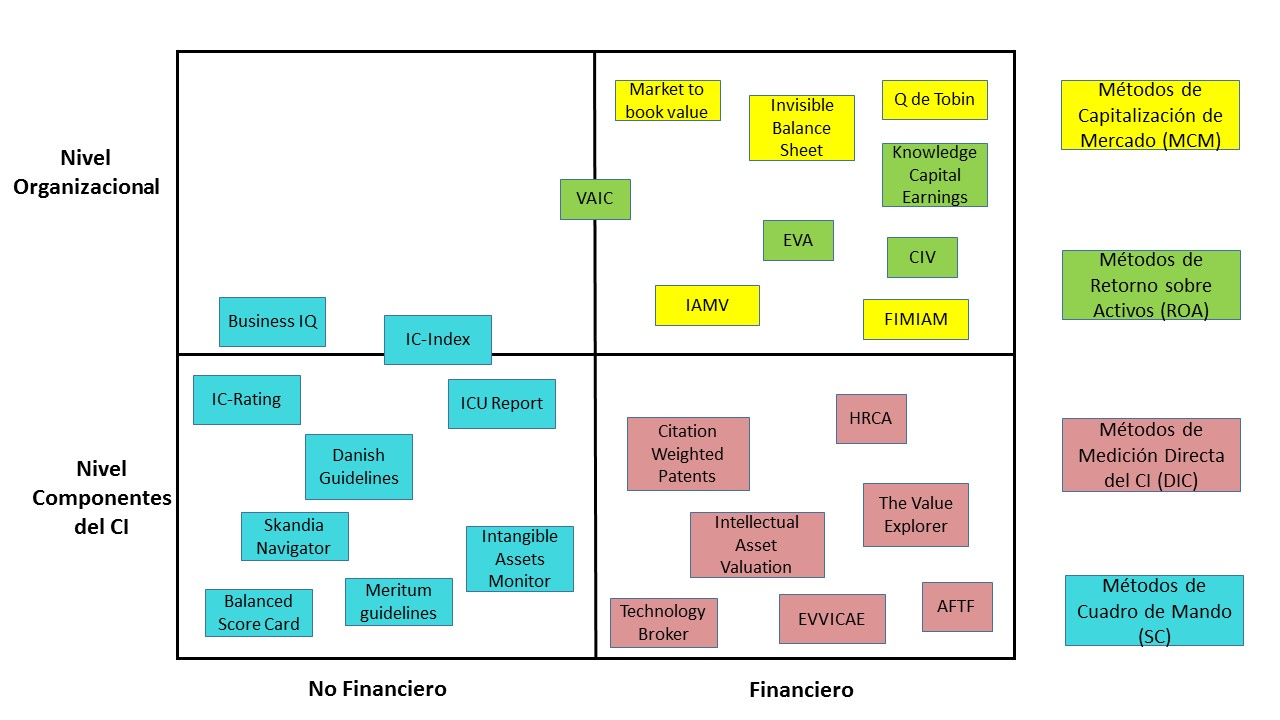 Nivel
Organizacional
Market to
book value
Invisible
Balance
Sheet
Q de Tobin
Knowledge
Capital
Earnings
VAIC
EVA
CIV
IAMV
FIMIAM
Business IQ
IC-Index
Nivel
Componentes
del CI
IC-Rating
ICU Report
Danish
Guidelines
Skandia
Navigator
Intangible
Assets
Monitor
Balanced
Score Card
Meritum
guidelines
Citation
Weighted
Patents
HRCA
The Value
Explorer
Intellectual
Asset
Valuation
Technology
Broker
EVVICAE
AFTF
No Financiero
Financiero
Métodos de
Capitalización de
Mercado (MCM)
Métodos de
Retorno sobre
Activos (ROA)
Métodos de
Medición Directa
del CI (DIC)
Métodos de
Cuadro de Mando
(SC)